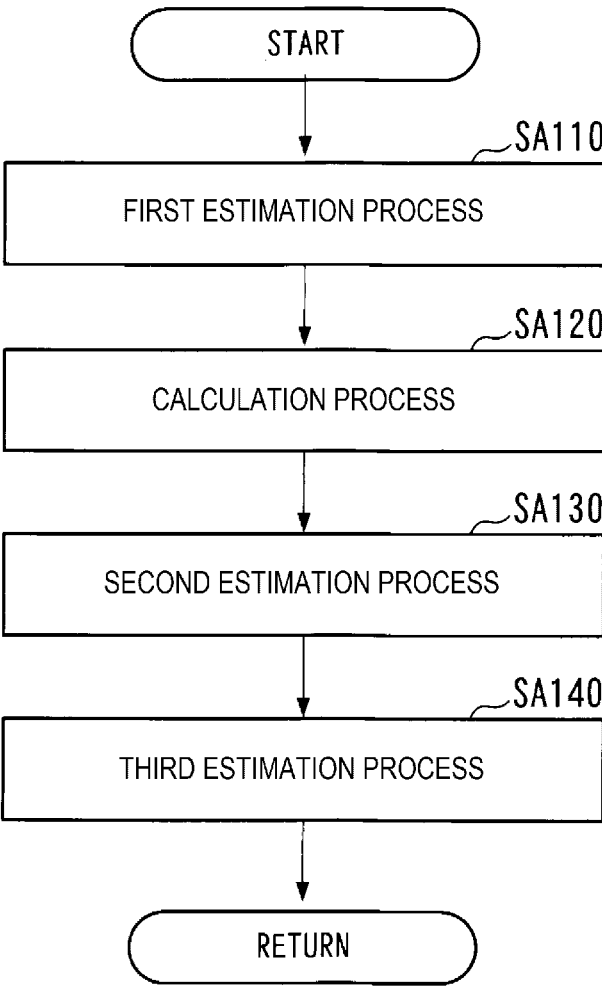 START
SA110
FIRST ESTIMATION PROCESS
SA120
CALCULATION PROCESS
SA130
SECOND ESTIMATION PROCESS
SA140
THIRD ESTIMATION PROCESS
RETURN